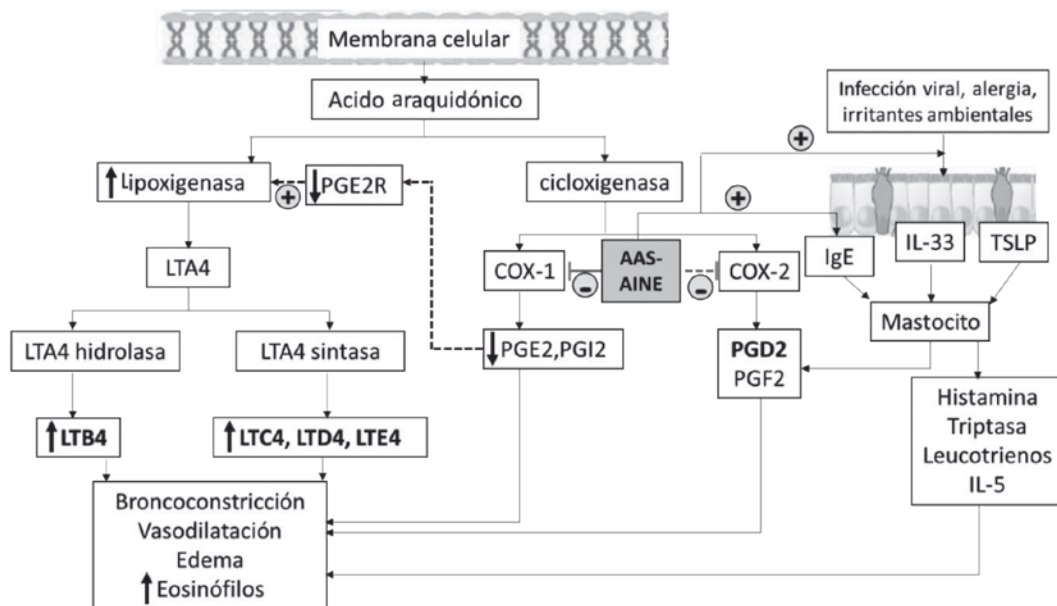 Membrana celular
Acido araquidónico
Infección viral, alergia,
irritantes ambientales
+
Lipoxigenasa
+
PGE2R
cicloxigenasa
+
IgE
IL-33
TSLP
LTA4
COX-1
-
AAS-
AINE
-
COX-2
Mastocito
LTA4 hidrolasa
LTA4 sintasa
PGE2,PGI2
PGD2
PGF2
Histamina
Triptasa
Leucotrienos
IL-5
LTB4
LTC4, LTD4, LTE4
Broncoconstricción
Vasodilatación
Edema
Eosinófilos